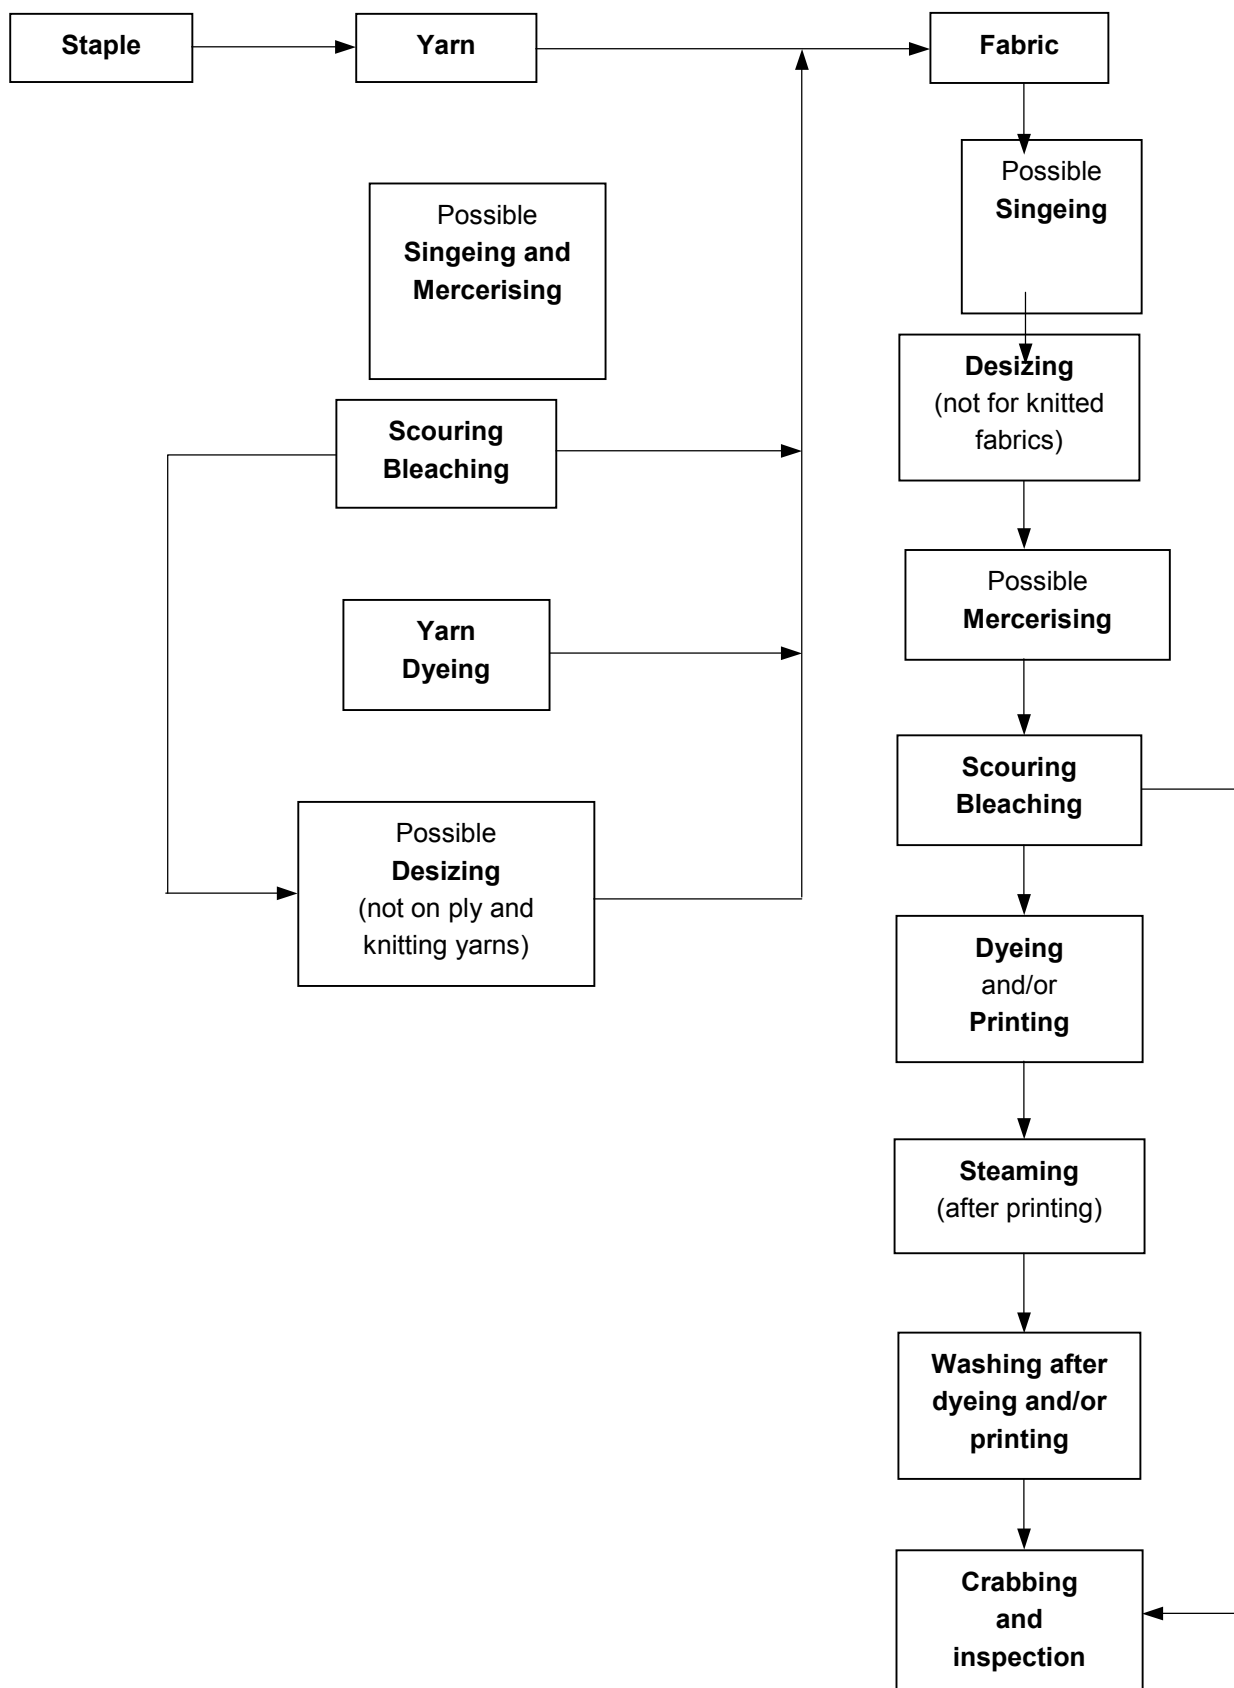 Staple
Yarn
Fabric
Possible
Singeing and
Mercerising
Scouring
Bleaching
Yarn
Dyeing
Possible
Desizing
(not on ply and
knitting yarns)
Possible
Singeing
Desizing
(not for knitted
fabrics)
Possible
Mercerising
Scouring
Bleaching
Dyeing
and/or
Printing
Steaming
(after printing)
Washing after
dyeing and/or
printing
Crabbing
and
inspection